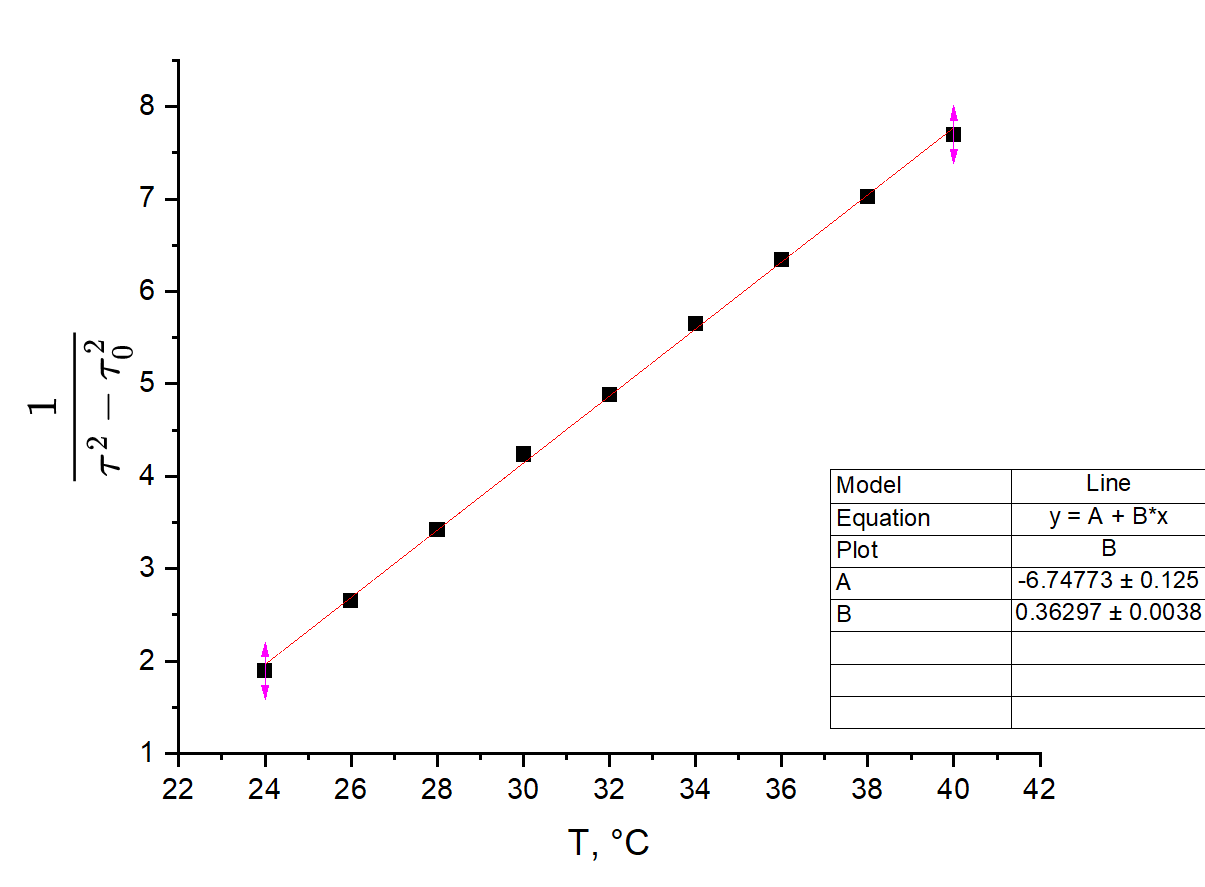 8
7
6
5
4
3
2
1
1
τ² − τ₀²
22 24 26 28 30 32 34 36 38 40 42
T, °C
Model Line
Equation y = A + B*x
Plot B
A -6.74773 ± 0.125
B 0.36297 ± 0.0038